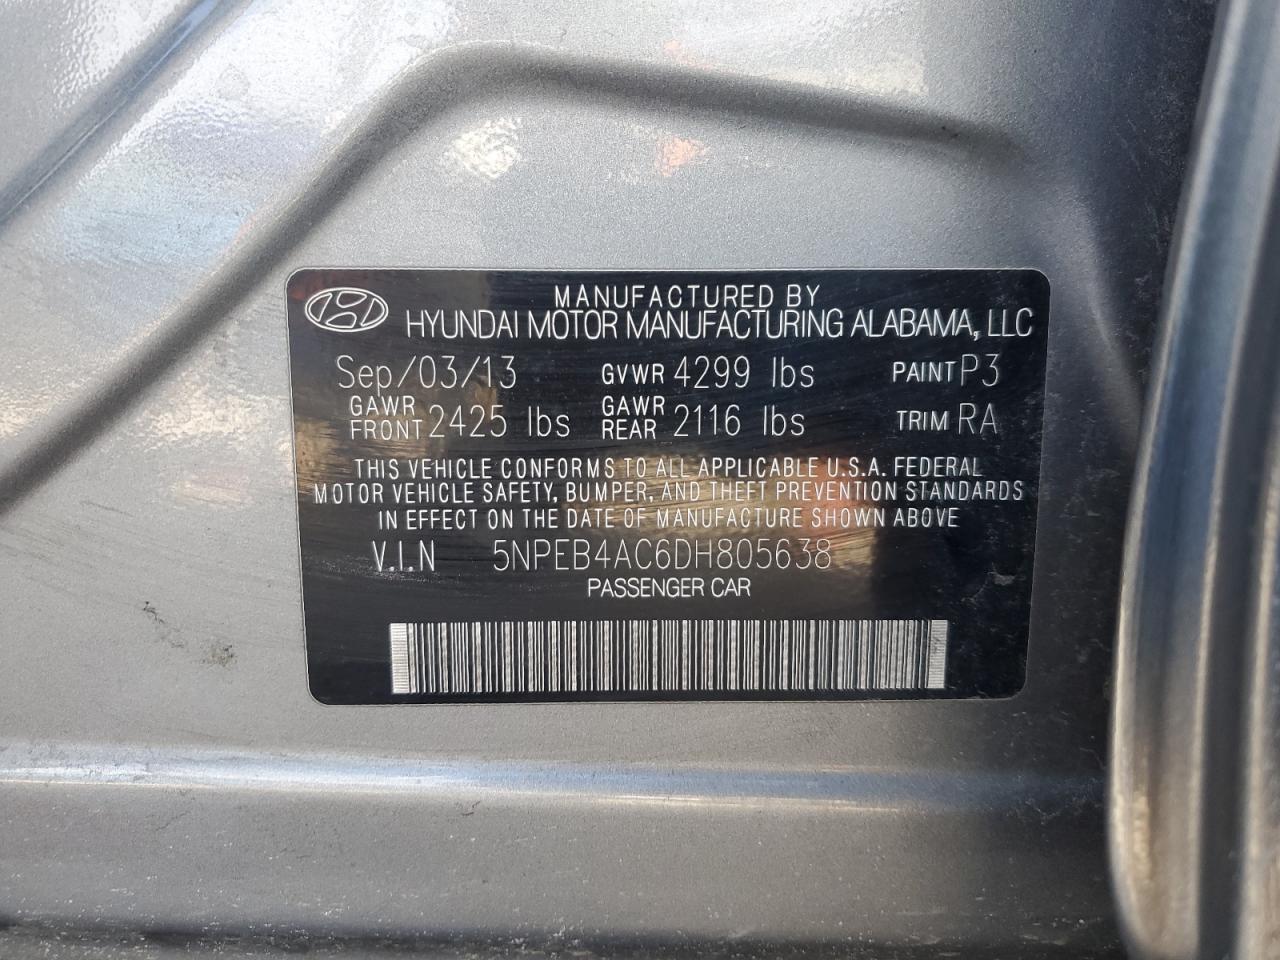 MANUFACTURED BY
HYUNDAI MOTOR MANUFACTURING ALABAMA, LLC
Sep/03/13 GVWR 4299 lbs PAINT P3
GAWR FRONT 2425 lbs GAWR REAR 2116 lbs TRIM RA
THIS VEHICLE CONFORMS TO ALL APPLICABLE U.S.A. FEDERAL
MOTOR VEHICLE SAFETY, BUMPER, AND THEFT PREVENTION STANDARDS
IN EFFECT ON THE DATE OF MANUFACTURE SHOWN ABOVE
V.I.N 5NPEB4AC6DH805638
PASSENGER CAR